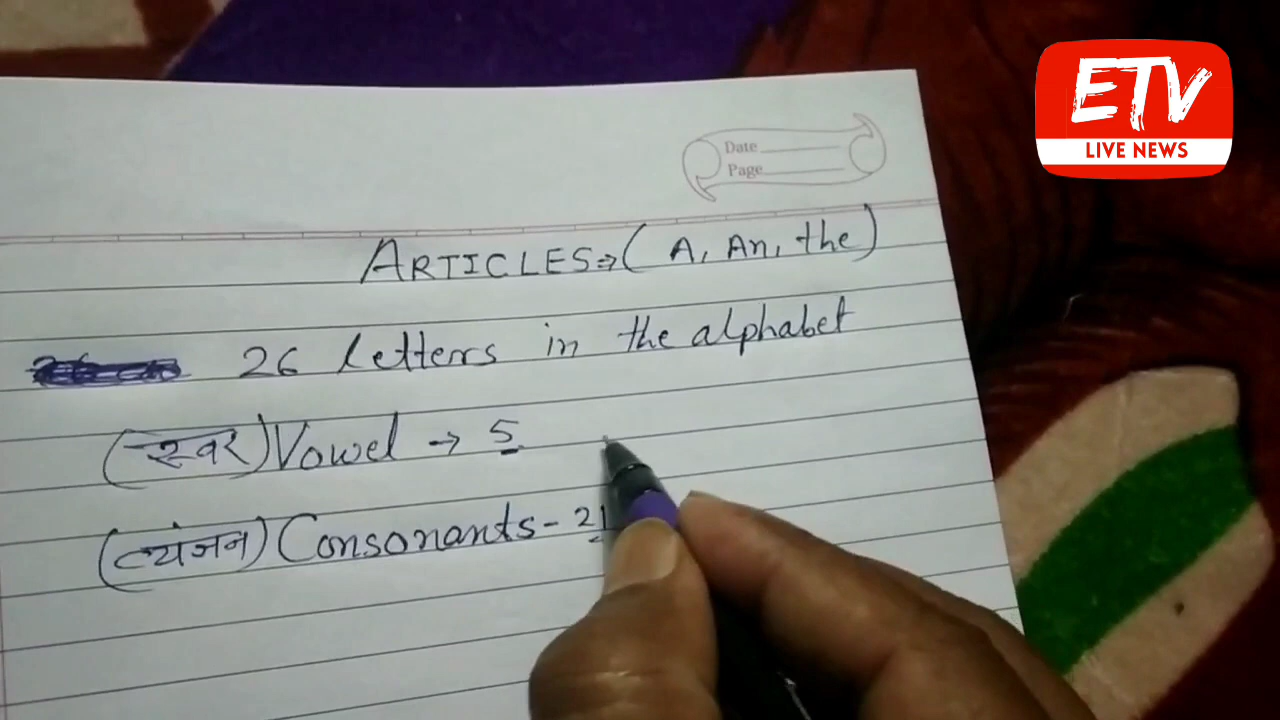 ETV
LIVE NEWS
Date
Page
ARTICLES⇒(A, An, the)
26 letters in the alphabet
(स्वर) Vowel → 5
(व्यंजन) Consonants - 21